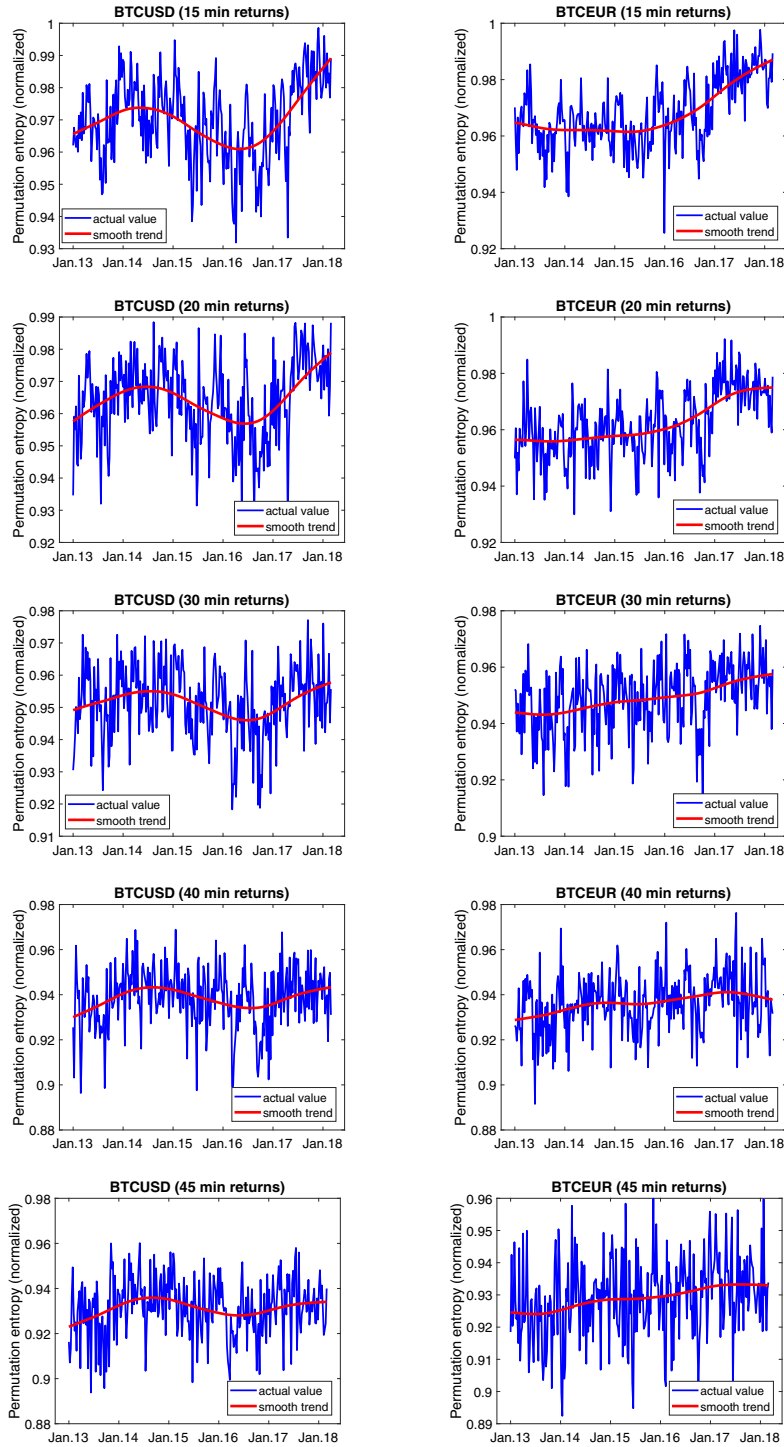 BTCUSD (15 min returns)
Permutation entropy (normalized)
1
0.99
0.98
0.97
0.96
0.95
0.94
0.93
actual value
smooth trend
Jan.13 Jan.14 Jan.15 Jan.16 Jan.17 Jan.18
BTCEUR (15 min returns)
Permutation entropy (normalized)
1
0.98
0.96
0.94
0.92
actual value
smooth trend
Jan.13 Jan.14 Jan.15 Jan.16 Jan.17 Jan.18
BTCUSD (20 min returns)
Permutation entropy (normalized)
0.99
0.98
0.97
0.96
0.95
0.94
0.93
0.92
actual value
smooth trend
Jan.13 Jan.14 Jan.15 Jan.16 Jan.17 Jan.18
BTCEUR (20 min returns)
Permutation entropy (normalized)
1
0.98
0.96
0.94
0.92
actual value
smooth trend
Jan.13 Jan.14 Jan.15 Jan.16 Jan.17 Jan.18
BTCUSD (30 min returns)
Permutation entropy (normalized)
0.98
0.97
0.96
0.95
0.94
0.93
0.92
0.91
actual value
smooth trend
Jan.13 Jan.14 Jan.15 Jan.16 Jan.17 Jan.18
BTCEUR (30 min returns)
Permutation entropy (normalized)
0.98
0.96
0.94
0.92
0.9
actual value
smooth trend
Jan.13 Jan.14 Jan.15 Jan.16 Jan.17 Jan.18
BTCUSD (40 min returns)
Permutation entropy (normalized)
0.98
0.96
0.94
0.92
0.9
0.88
actual value
smooth trend
Jan.13 Jan.14 Jan.15 Jan.16 Jan.17 Jan.18
BTCEUR (40 min returns)
Permutation entropy (normalized)
0.98
0.96
0.94
0.92
0.9
0.88
actual value
smooth trend
Jan.13 Jan.14 Jan.15 Jan.16 Jan.17 Jan.18
BTCUSD (45 min returns)
Permutation entropy (normalized)
0.98
0.96
0.94
0.92
0.9
0.88
actual value
smooth trend
Jan.13 Jan.14 Jan.15 Jan.16 Jan.17 Jan.18
BTCEUR (45 min returns)
Permutation entropy (normalized)
0.96
0.95
0.94
0.93
0.92
0.91
0.9
0.89
actual value
smooth trend
Jan.13 Jan.14 Jan.15 Jan.16 Jan.17 Jan.18